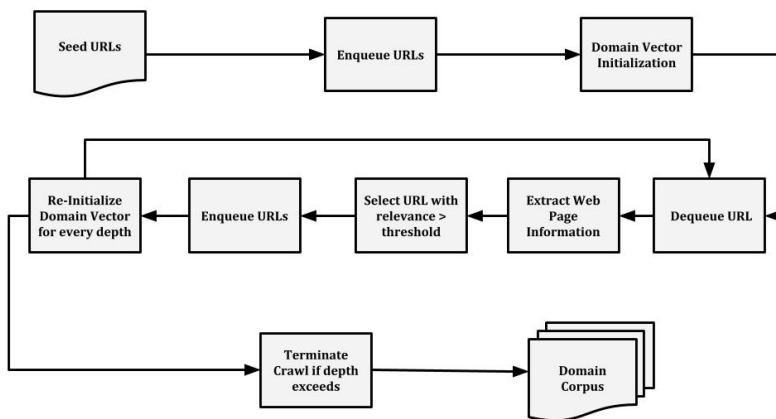 Seed URLs
Enqueue URLs
Domain Vector
Initialization
Re-Initialize
Domain Vector
for every depth
Enqueue URLs
Select URL with
relevance >
threshold
Extract Web
Page
Information
Dequeue URL
Terminate
Crawl if depth
exceeds
Domain
Corpus